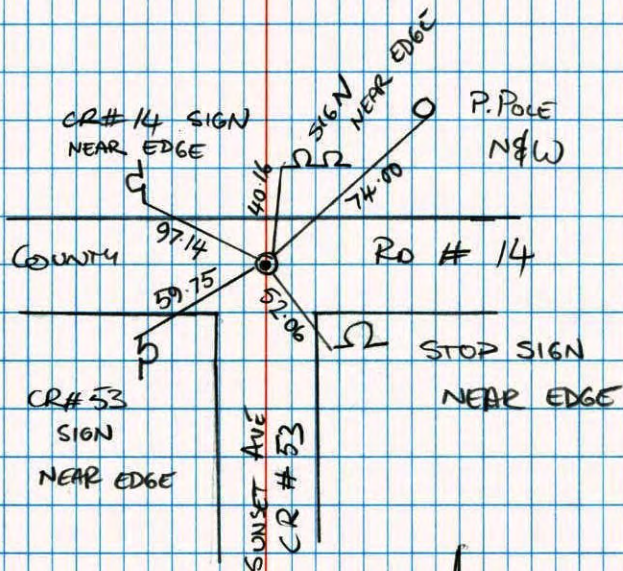 CR# 14 SIGN
NEAR EDGE
SIGN
NEAR EDGE
P. POLE
N&W
40.16
74.00
97.14
COUNTY RD # 14
59.75
52.06
STOP SIGN
NEAR EDGE
CR# 53
SIGN
NEAR EDGE
SUNSET AVE
CR # 53